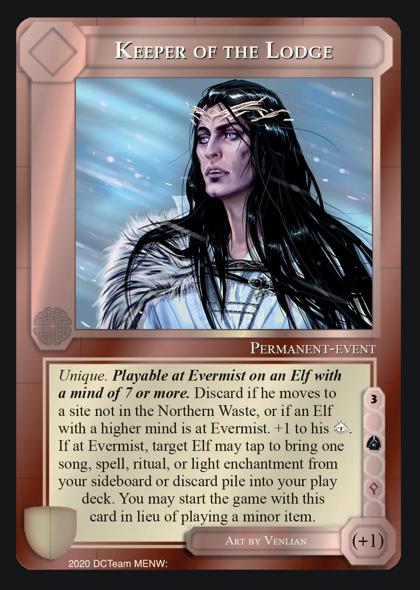 KEEPER OF THE LODGE
PERMANENT-EVENT
Unique. Playable at Evermist on an Elf with
a mind of 7 or more. Discard if he moves to
a site not in the Northern Waste, or if an Elf
with a higher mind is at Evermist. +1 to his .
If at Evermist, target Elf may tap to bring one
song, spell, ritual, or light enchantment from
your sideboard or discard pile into your play
deck. You may start the game with this
card in lieu of playing a minor item.
3
ART BY VENLIAN
(+1)
2020 DCTeam MENW: